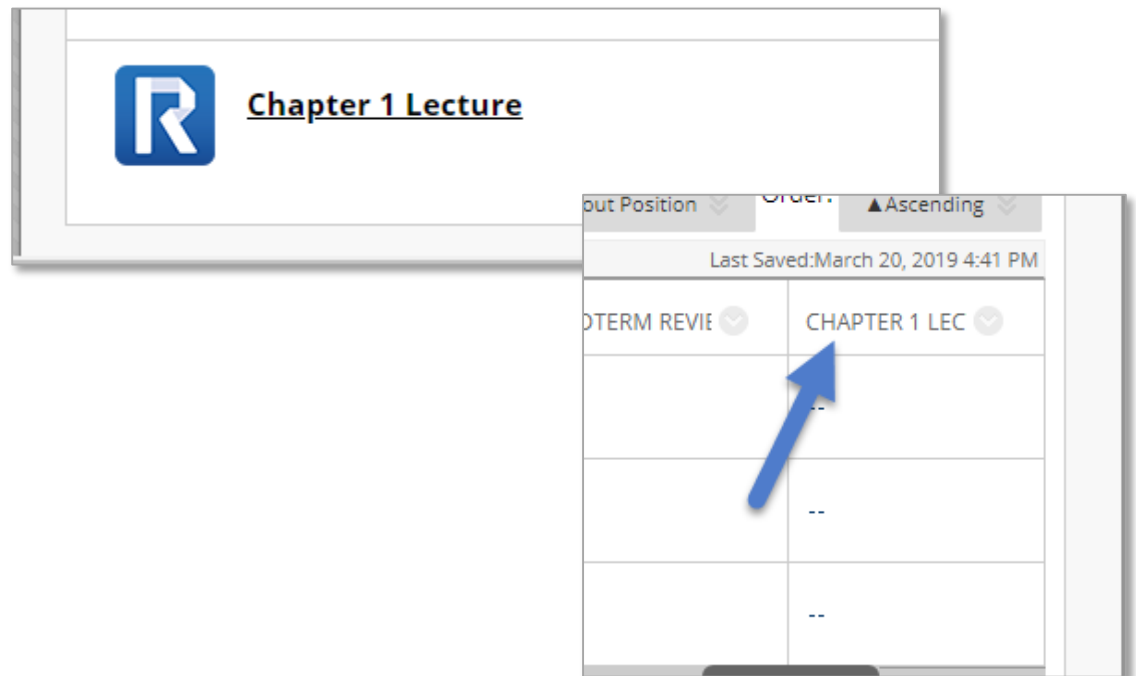 Chapter 1 Lecture
out Position Order: ▲Ascending
Last Saved:March 20, 2019 4:41 PM
OTERM REVIE CHAPTER 1 LEC
--
--
--